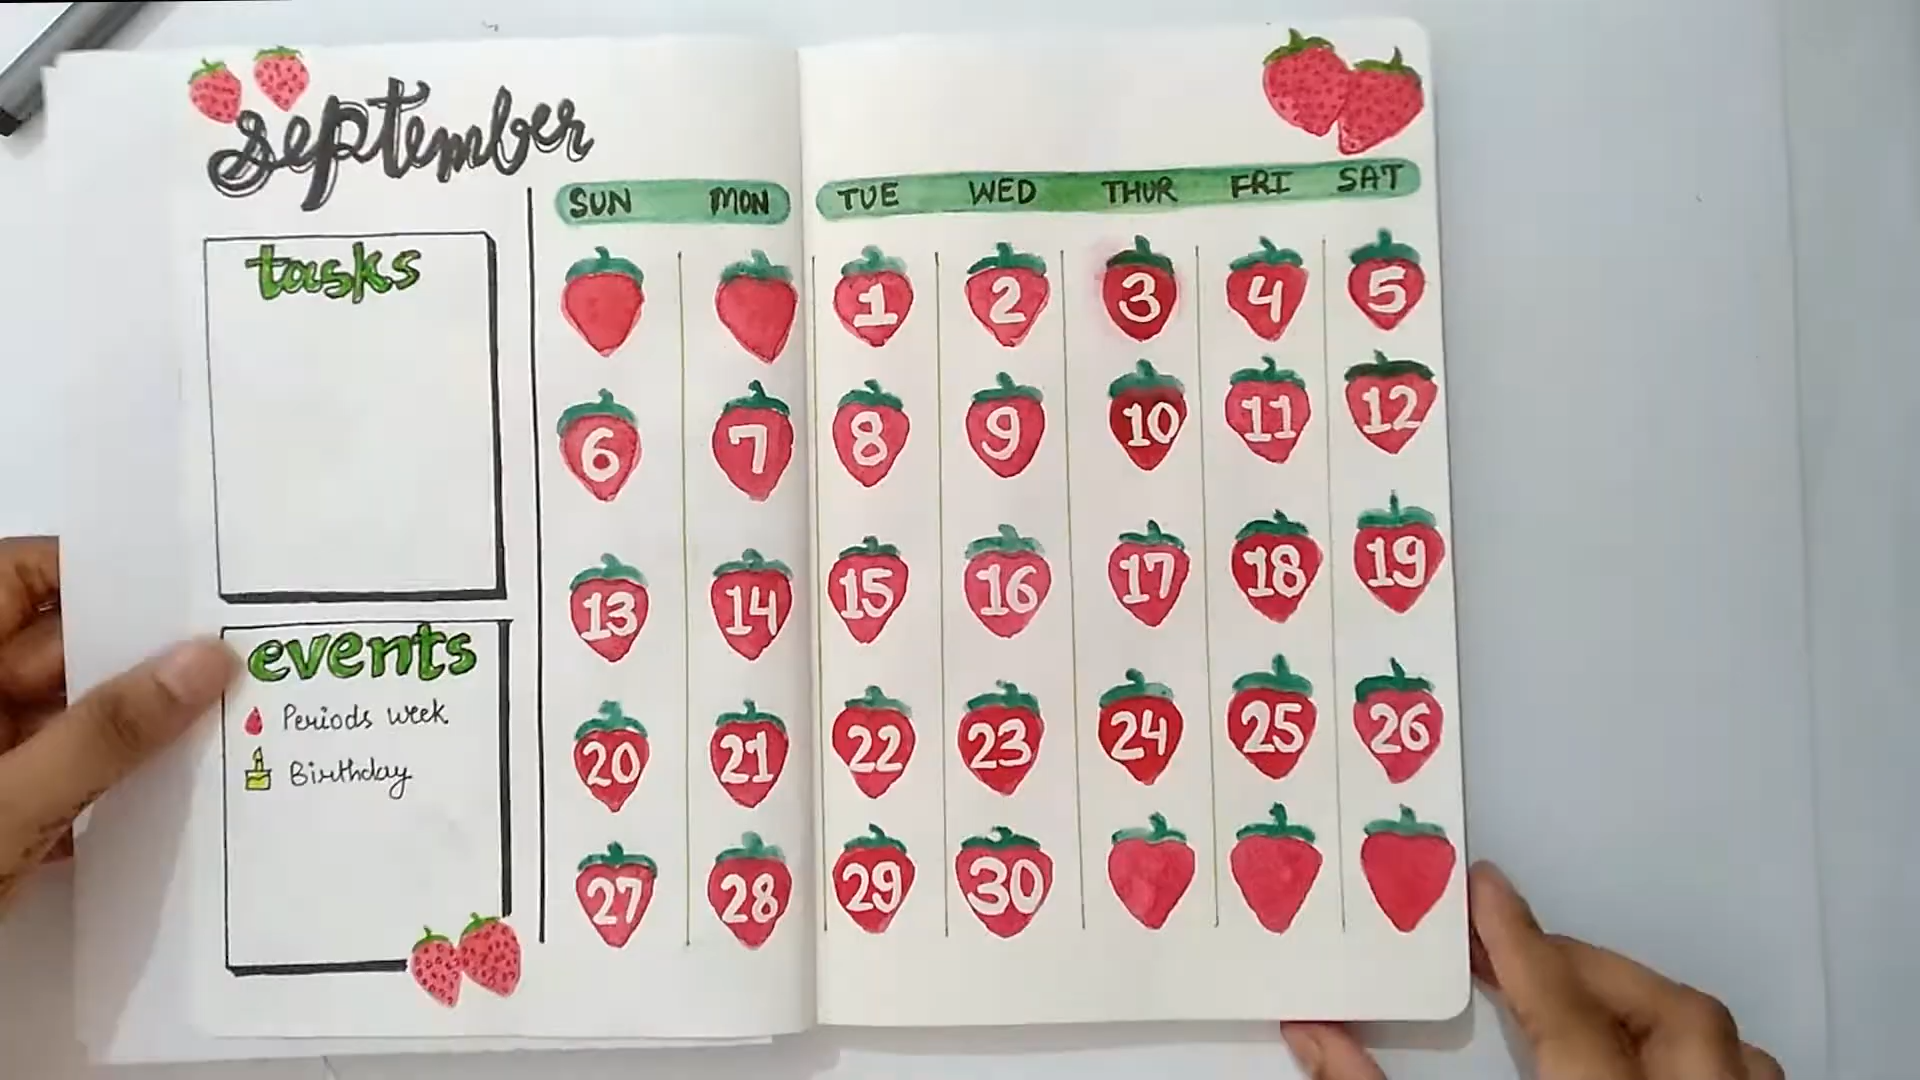 september
tasks
events
Periods week
Birthday
SUN MON TUE WED THUR FRI SAT
1 2 3 4 5
6 7 8 9 10 11 12
13 14 15 16 17 18 19
20 21 22 23 24 25 26
27 28 29 30